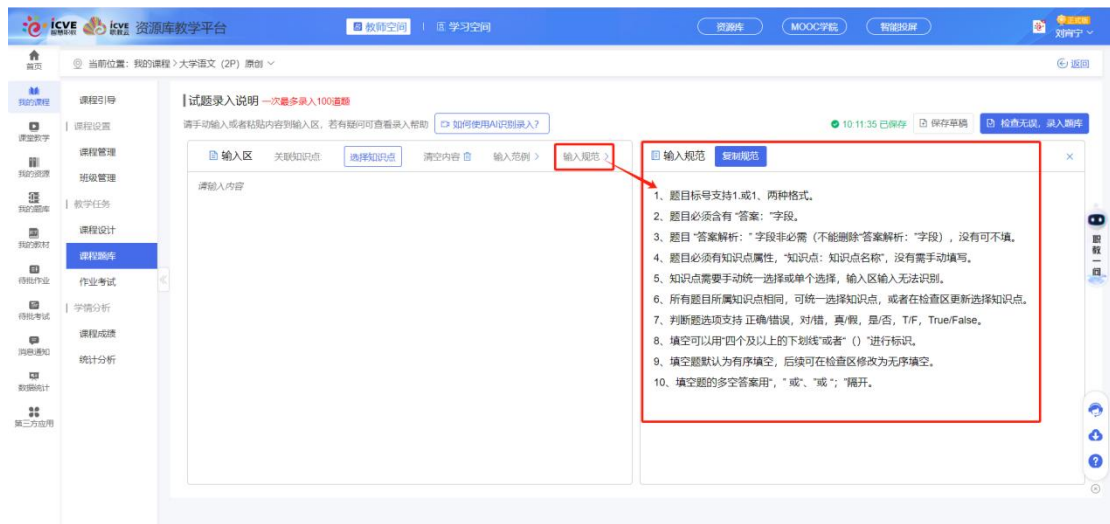 icve 智慧职教 icve 职教云 资源库教学平台 教师空间 学习空间 资源库 MOOC学院 智能投屏 正式版 刘宵宁
首页
当前位置：我的课程 > 大学语文（2P）原创 返回
我的课程
课堂教学
我的资源
我的题库
我的教材
待批作业
待批考试
消息通知
数据统计
第三方应用
课程引导
课程设置
课程管理
班级管理
教学任务
课程设计
课程题库
作业考试
学情分析
课程成绩
统计分析
试题录入说明 一次最多录入100道题
请手动输入或者粘贴内容到输入区，若有疑问可查看录入帮助 如何使用AI识别录入? 10:11:35 已保存 保存草稿 检查无误，录入题库
输入区 关联知识点: 选择知识点 清空内容 输入范例 > 输入规范 >
请输入内容
输入规范 复制规范 ×
1、题目标号支持1.或1、两种格式。
2、题目必须含有 “答案：”字段。
3、题目 “答案解析：” 字段非必需（不能删除“答案解析：”字段），没有可不填。
4、题目必须有知识点属性，“知识点：知识点名称”，没有需手动填写。
5、知识点需要手动统一选择或单个选择，输入区输入无法识别。
6、所有题目所属知识点相同，可统一选择知识点，或者在检查区更新选择知识点。
7、判断题选项支持 正确/错误，对/错，真/假，是/否，T/F，True/False。
8、填空可以用“四个及以上的下划线”或者“（）”进行标识。
9、填空题默认为有序填空，后续可在检查区修改为无序填空。
10、填空题的多空答案用“，” 或“、”或 “；”隔开。
职教一问